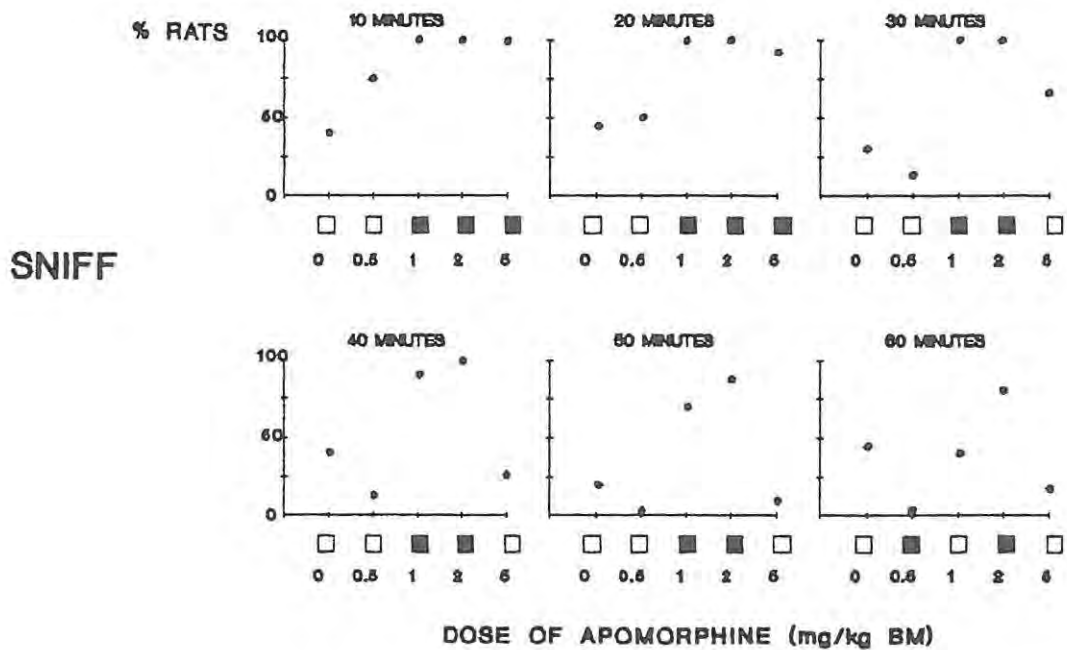 % RATS
10 MINUTES 20 MINUTES 30 MINUTES
100
50
0
0 0.5 1 2 5 0 0.5 1 2 5 0 0.5 1 2 5
SNIFF
40 MINUTES 50 MINUTES 60 MINUTES
100
50
0
0 0.5 1 2 5 0 0.5 1 2 5 0 0.5 1 2 5
DOSE OF APOMORPHINE (mg/kg BM)